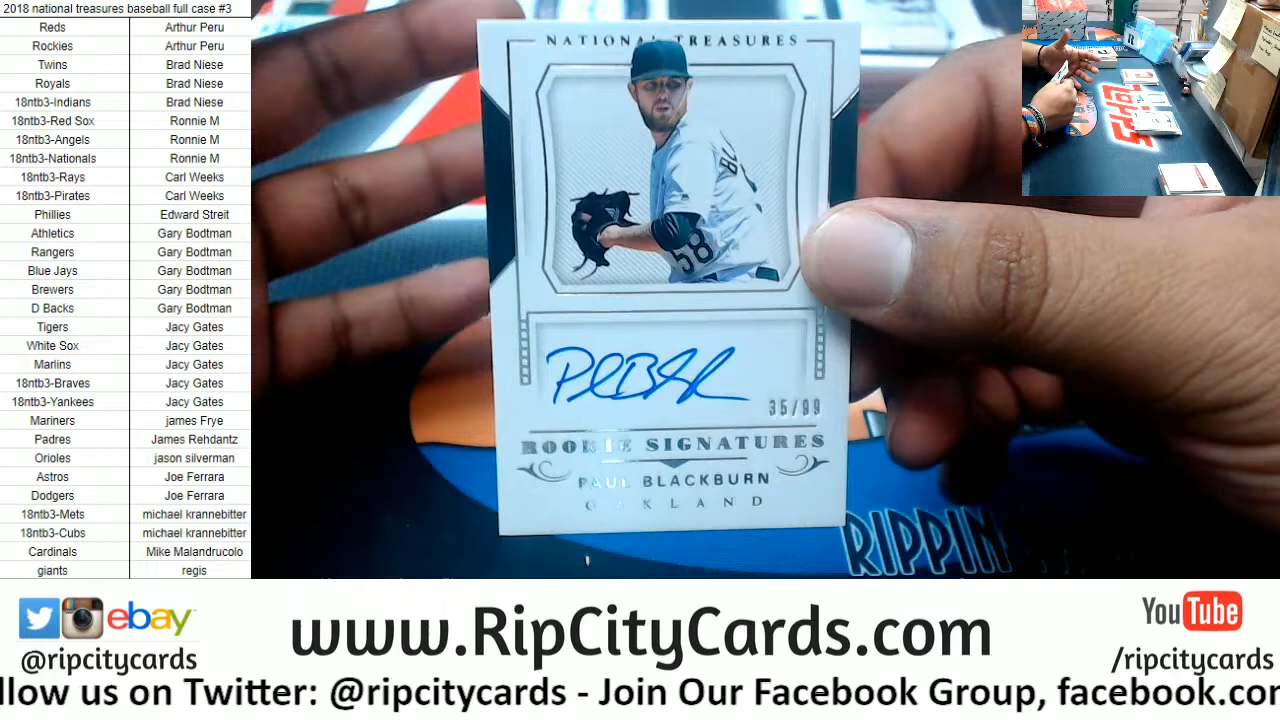 2018 national treasures baseball full case #3
Reds Arthur Peru
Rockies Arthur Peru
Twins Brad Niese
Royals Brad Niese
18ntb3-Indians Brad Niese
18ntb3-Red Sox Ronnie M
18ntb3-Angels Ronnie M
18ntb3-Nationals Ronnie M
18ntb3-Rays Carl Weeks
18ntb3-Pirates Carl Weeks
Phillies Edward Streit
Athletics Gary Bodtman
Rangers Gary Bodtman
Blue Jays Gary Bodtman
Brewers Gary Bodtman
D Backs Gary Bodtman
Tigers Jacy Gates
White Sox Jacy Gates
Marlins Jacy Gates
18ntb3-Braves Jacy Gates
18ntb3-Yankees Jacy Gates
Mariners james Frye
Padres James Rehdantz
Orioles jason silverman
Astros Joe Ferrara
Dodgers Joe Ferrara
18ntb3-Mets michael krannebitter
18ntb3-Cubs michael krannebitter
Cardinals Mike Malandrucolo
giants regis
NATIONAL TREASURES
58
35/99
ROOKIE SIGNATURES
PAUL BLACKBURN
OAKLAND
RIPPIN
ebay
@ripcitycards
www.RipCityCards.com
YouTube
/ripcitycards
llow us on Twitter: @ripcitycards - Join Our Facebook Group, facebook.con